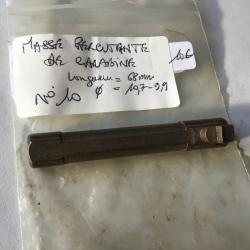 MASSE PERCUTANTE
DE CARABINE
10€
Longueur = 68mm
ø = 10,7-9,9
N° 10